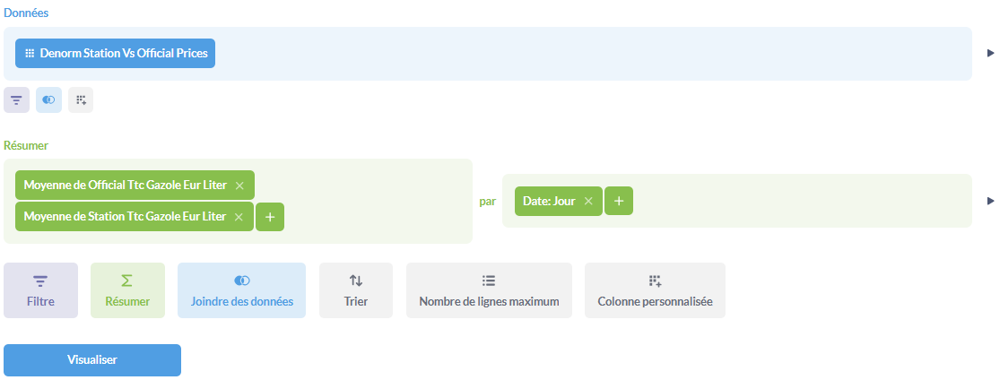 Données
Denorm Station Vs Official Prices
Résumer
Moyenne de Official Ttc Gazole Eur Liter
Moyenne de Station Ttc Gazole Eur Liter
par
Date: Jour
Filtre
Résumer
Joindre des données
Trier
Nombre de lignes maximum
Colonne personnalisée
Visualiser